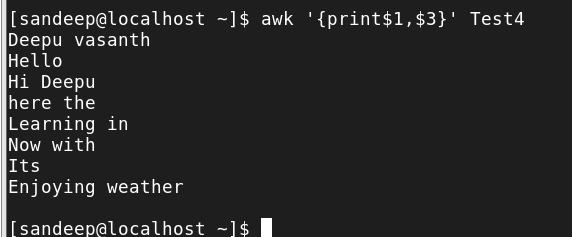 [sandeep@localhost ~]$ awk '{print$1,$3}' Test4
Deepu vasanth
Hello
Hi Deepu
here the
Learning in
Now with
Its
Enjoying weather
[sandeep@localhost ~]$